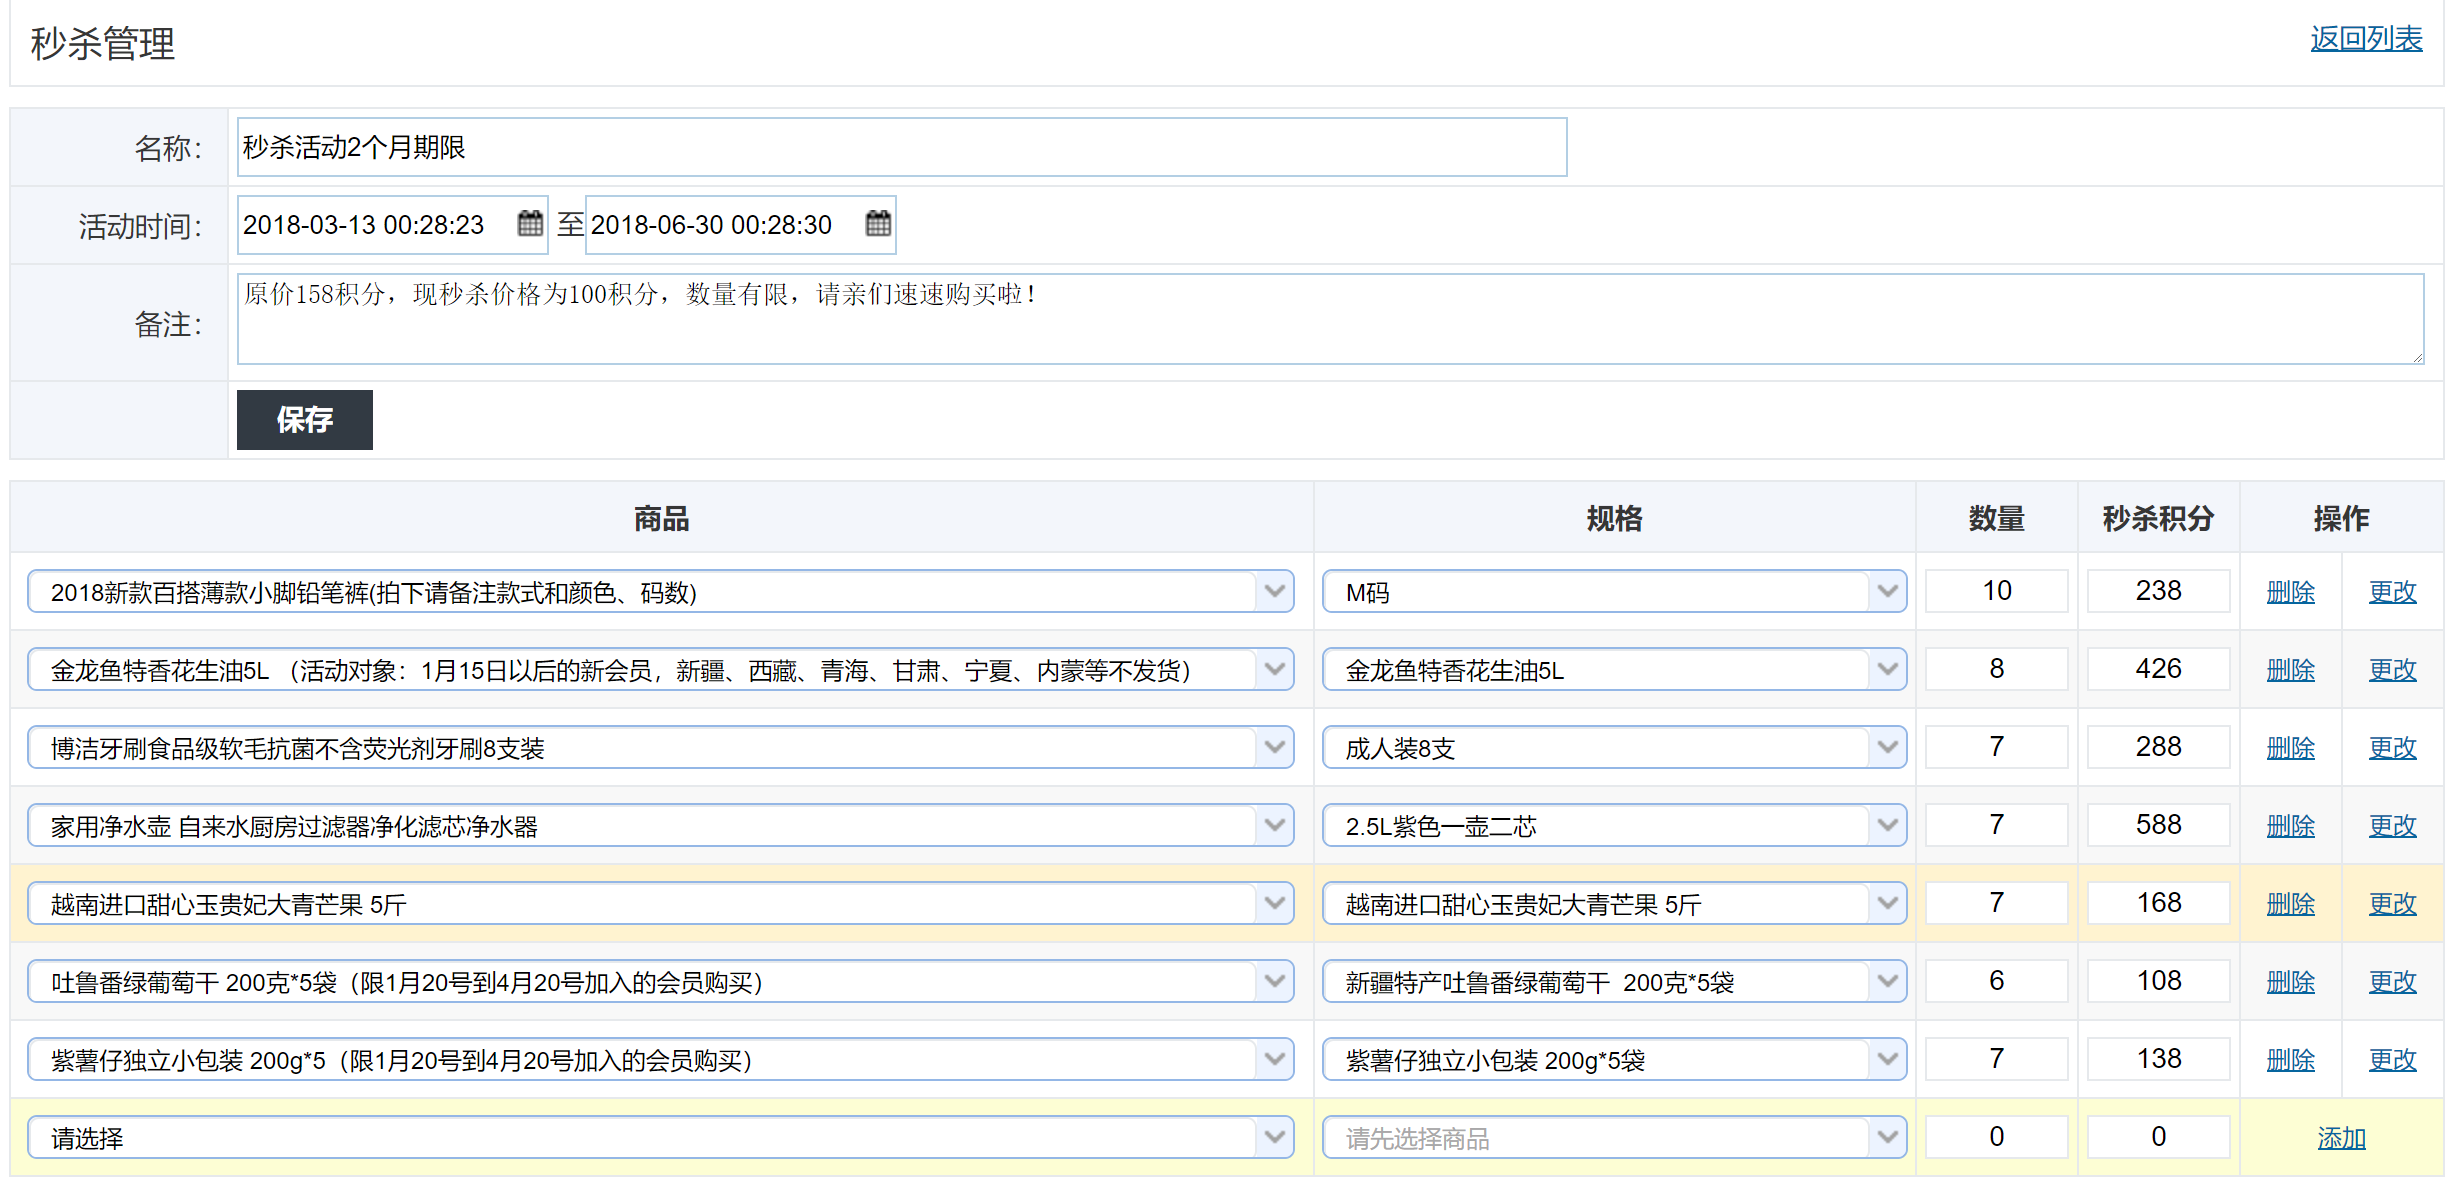 秒杀管理
返回列表
名称：
秒杀活动2个月期限
活动时间：
2018-03-13 00:28:23 至 2018-06-30 00:28:30
备注：
原价158积分，现秒杀价格为100积分，数量有限，请亲们速速购买啦！
保存
商品 规格 数量 秒杀积分 操作
2018新款百搭薄款小脚铅笔裤(拍下请备注款式和颜色、码数) M码 10 238 删除 更改
金龙鱼特香花生油5L （活动对象：1月15日以后的新会员，新疆、西藏、青海、甘肃、宁夏、内蒙等不发货） 金龙鱼特香花生油5L 8 426 删除 更改
博洁牙刷食品级软毛抗菌不含荧光剂牙刷8支装 成人装8支 7 288 删除 更改
家用净水壶 自来水厨房过滤器净化滤芯净水器 2.5L紫色一壶二芯 7 588 删除 更改
越南进口甜心玉贵妃大青芒果 5斤 越南进口甜心玉贵妃大青芒果 5斤 7 168 删除 更改
吐鲁番绿葡萄干 200克*5袋（限1月20号到4月20号加入的会员购买） 新疆特产吐鲁番绿葡萄干  200克*5袋 6 108 删除 更改
紫薯仔独立小包装 200g*5（限1月20号到4月20号加入的会员购买） 紫薯仔独立小包装 200g*5袋 7 138 删除 更改
请选择 请先选择商品 0 0 添加